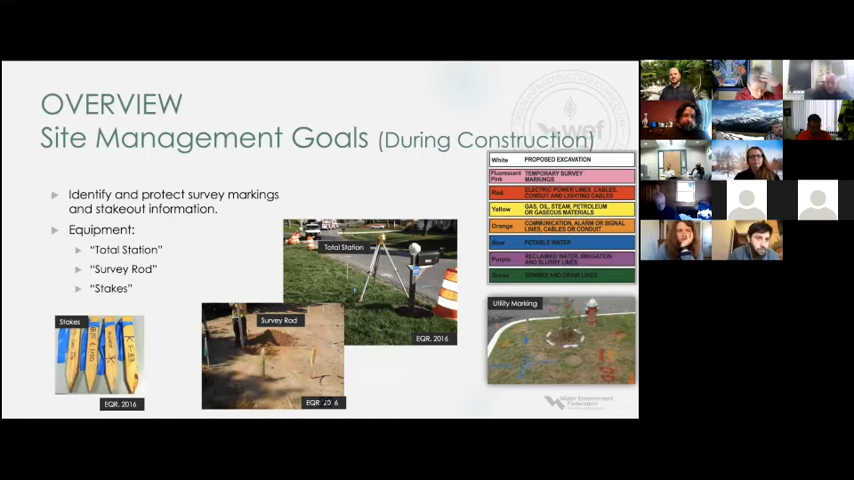 OVERVIEW
Site Management Goals (During Construction)
Identify and protect survey markings
and stakeout information.
Equipment:
"Total Station"
"Survey Rod"
"Stakes"
White PROPOSED EXCAVATION
Fluorescent Pink TEMPORARY SURVEY MARKINGS
Red ELECTRIC POWER LINES, CABLES, CONDUIT AND LIGHTING CABLES
Yellow GAS, OIL, STEAM, PETROLEUM OR GASEOUS MATERIALS
Orange COMMUNICATION, ALARM OR SIGNAL LINES, CABLES OR CONDUIT
Blue POTABLE WATER
Purple RECLAIMED WATER, IRRIGATION AND SLURRY LINES
Green SEWERS AND DRAIN LINES
Total Station
EQR, 2016
Stakes
EQR, 2016
Survey Rod
EQR, 2016
Utility Marking
wef
Water Environment
Federation